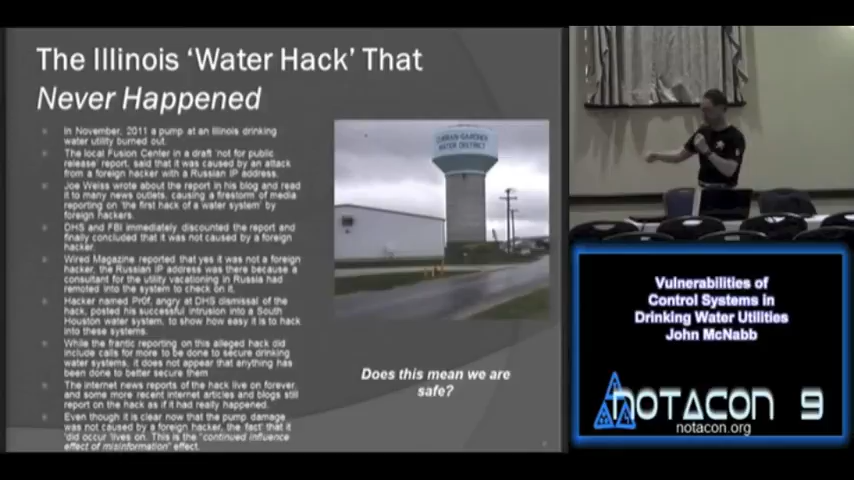 The Illinois ‘Water Hack’ That
Never Happened
In November, 2011 a pump at an Illinois drinking
water utility burned out.
The local Fusion Center in a draft ‘not for public
release’ report, said that it was caused by an attack
from a foreign hacker with a Russian IP address.
Joe Weiss wrote about the report in his blog and read
it to many news outlets, causing a firestorm of media
reporting on ‘the first hack of a water system’ by
foreign hackers.
DHS and FBI immediately discounted the report and
finally concluded that it was not caused by a foreign
hacker.
Wired Magazine reported that yes it was not a foreign
hacker, the Russian IP address was there because a
consultant for the utility vacationing in Russia had
remoted into the system to check on it.
Hacker named Pr0f, angry at DHS dismissal of the
hack, posted his successful intrusion into a South
Houston water system, to show how easy it is to hack
into these systems.
While the frantic reporting on this alleged hack did
include calls for more to be done to secure drinking
water systems, it does not appear that anything has
been done to better secure them
The internet news reports of the hack live on forever,
and some more recent internet articles and blogs still
report on the hack as if it had really happened.
Even though it is clear now that the pump damage
was not caused by a foreign hacker, the ‘fact’ that it
‘did occur’ lives on. This is the “continued influence
effect of misinformation” effect.
CURRAN-GARDNER
WATER DISTRICT
Does this mean we are
safe?
Vulnerabilities of
Control Systems in
Drinking Water Utilities
John McNabb
NOTACON 9
notacon.org